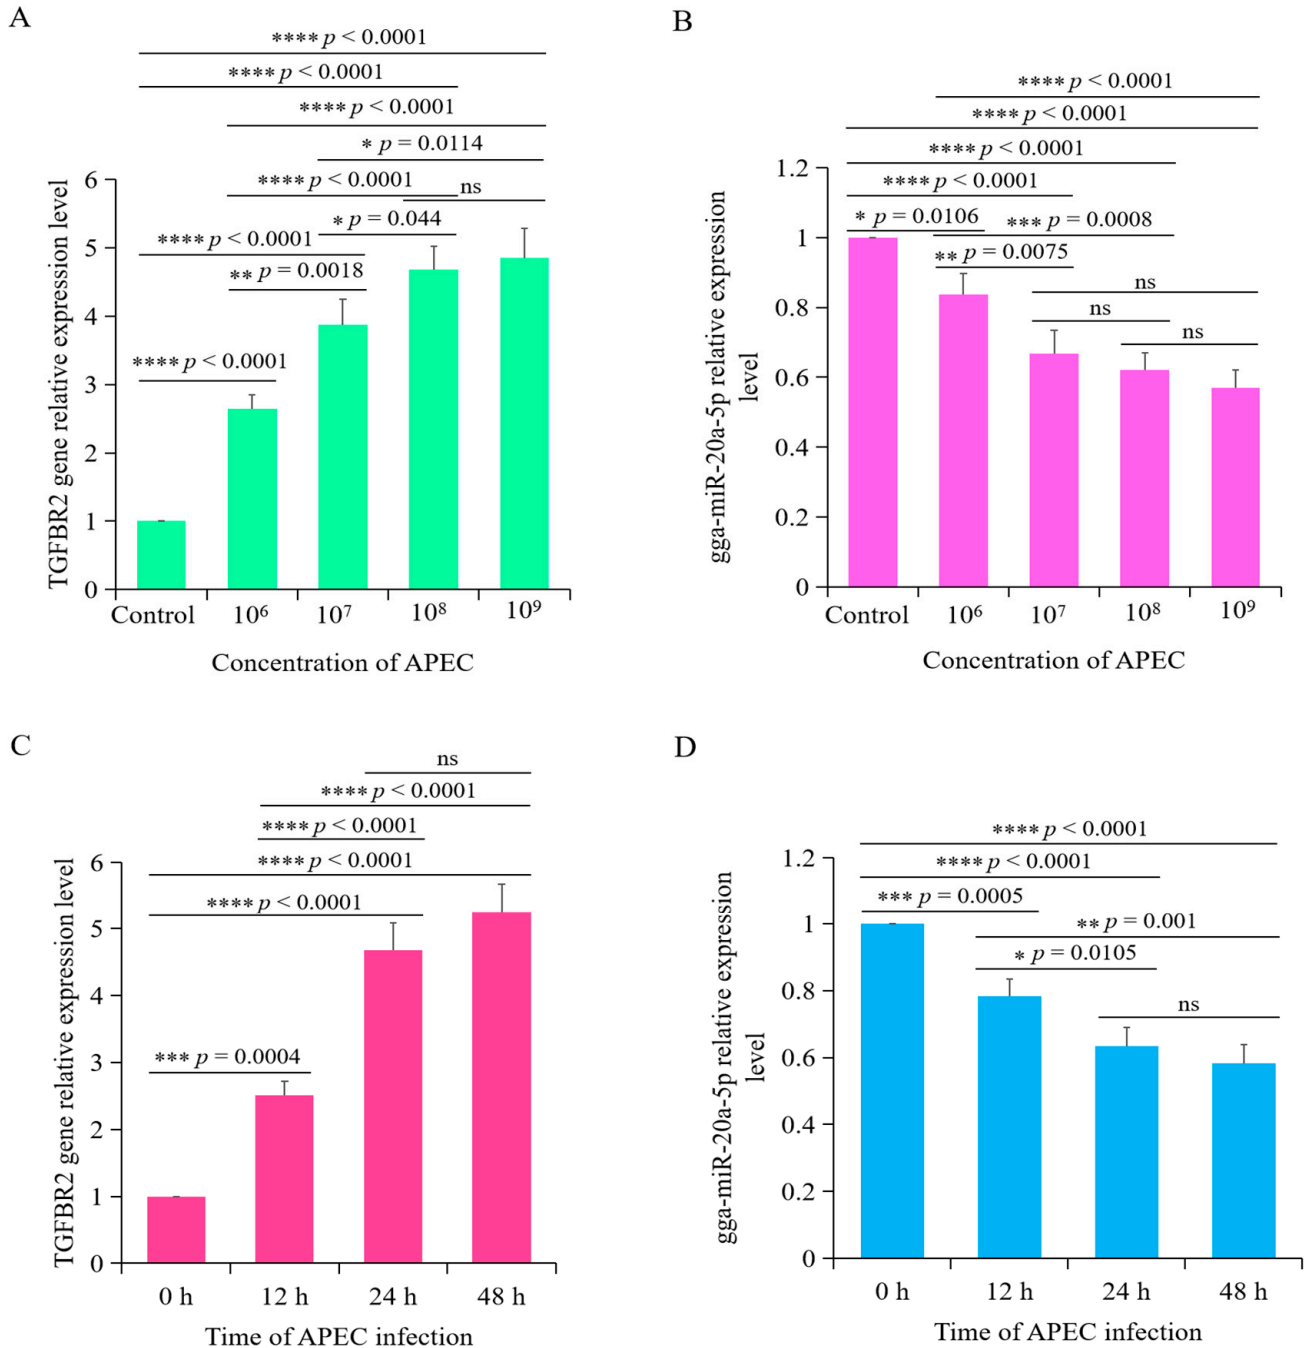 A
**** p < 0.0001
**** p < 0.0001
**** p < 0.0001
* p = 0.0114
**** p < 0.0001
ns
* p = 0.044
**** p < 0.0001
** p = 0.0018
**** p < 0.0001
TGFBR2 gene relative expression level
6
5
4
3
2
1
0
Control 10⁶ 10⁷ 10⁸ 10⁹
Concentration of APEC
B
**** p < 0.0001
**** p < 0.0001
**** p < 0.0001
**** p < 0.0001
* p = 0.0106
*** p = 0.0008
** p = 0.0075
ns
ns
ns
gga-miR-20a-5p relative expression
level
1.2
1
0.8
0.6
0.4
0.2
0
Control 10⁶ 10⁷ 10⁸ 10⁹
Concentration of APEC
C
ns
**** p < 0.0001
**** p < 0.0001
**** p < 0.0001
**** p < 0.0001
*** p = 0.0004
TGFBR2 gene relative expression level
6
5
4
3
2
1
0
0 h 12 h 24 h 48 h
Time of APEC infection
D
**** p < 0.0001
**** p < 0.0001
*** p = 0.0005
** p = 0.001
* p = 0.0105
ns
gga-miR-20a-5p relative expression
level
1.2
1
0.8
0.6
0.4
0.2
0
0 h 12 h 24 h 48 h
Time of APEC infection